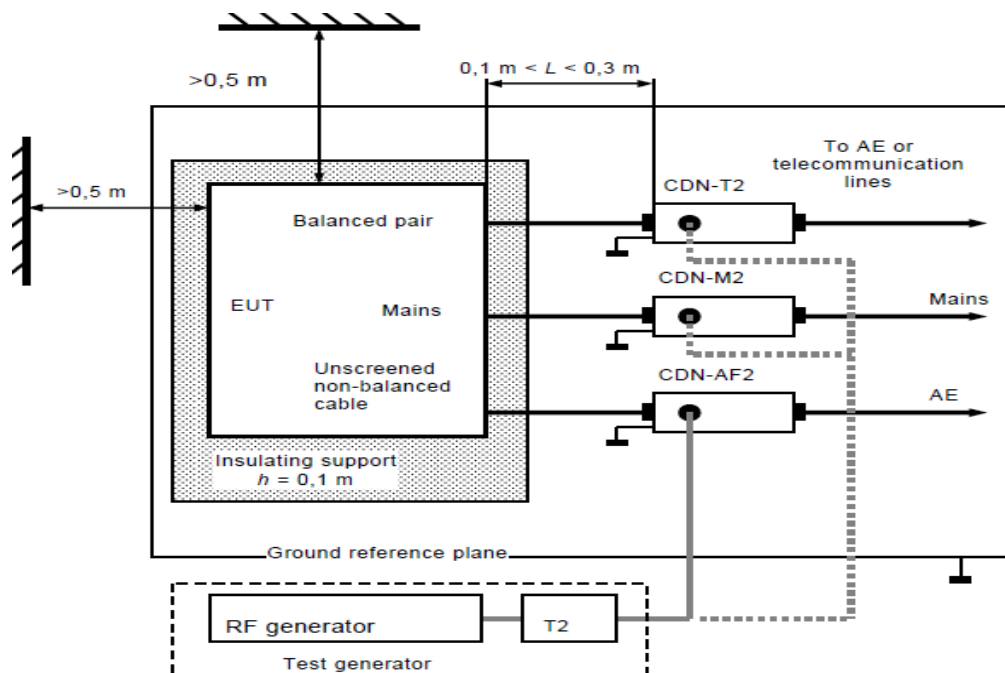 >0,5 m
0,1 m < L < 0,3 m
>0,5 m
To AE or
telecommunication
lines
CDN-T2
Balanced pair
CDN-M2
EUT
Mains
Mains
Unscreened
non-balanced
cable
CDN-AF2
AE
Insulating support
h = 0,1 m
Ground reference plane
RF generator
T2
Test generator